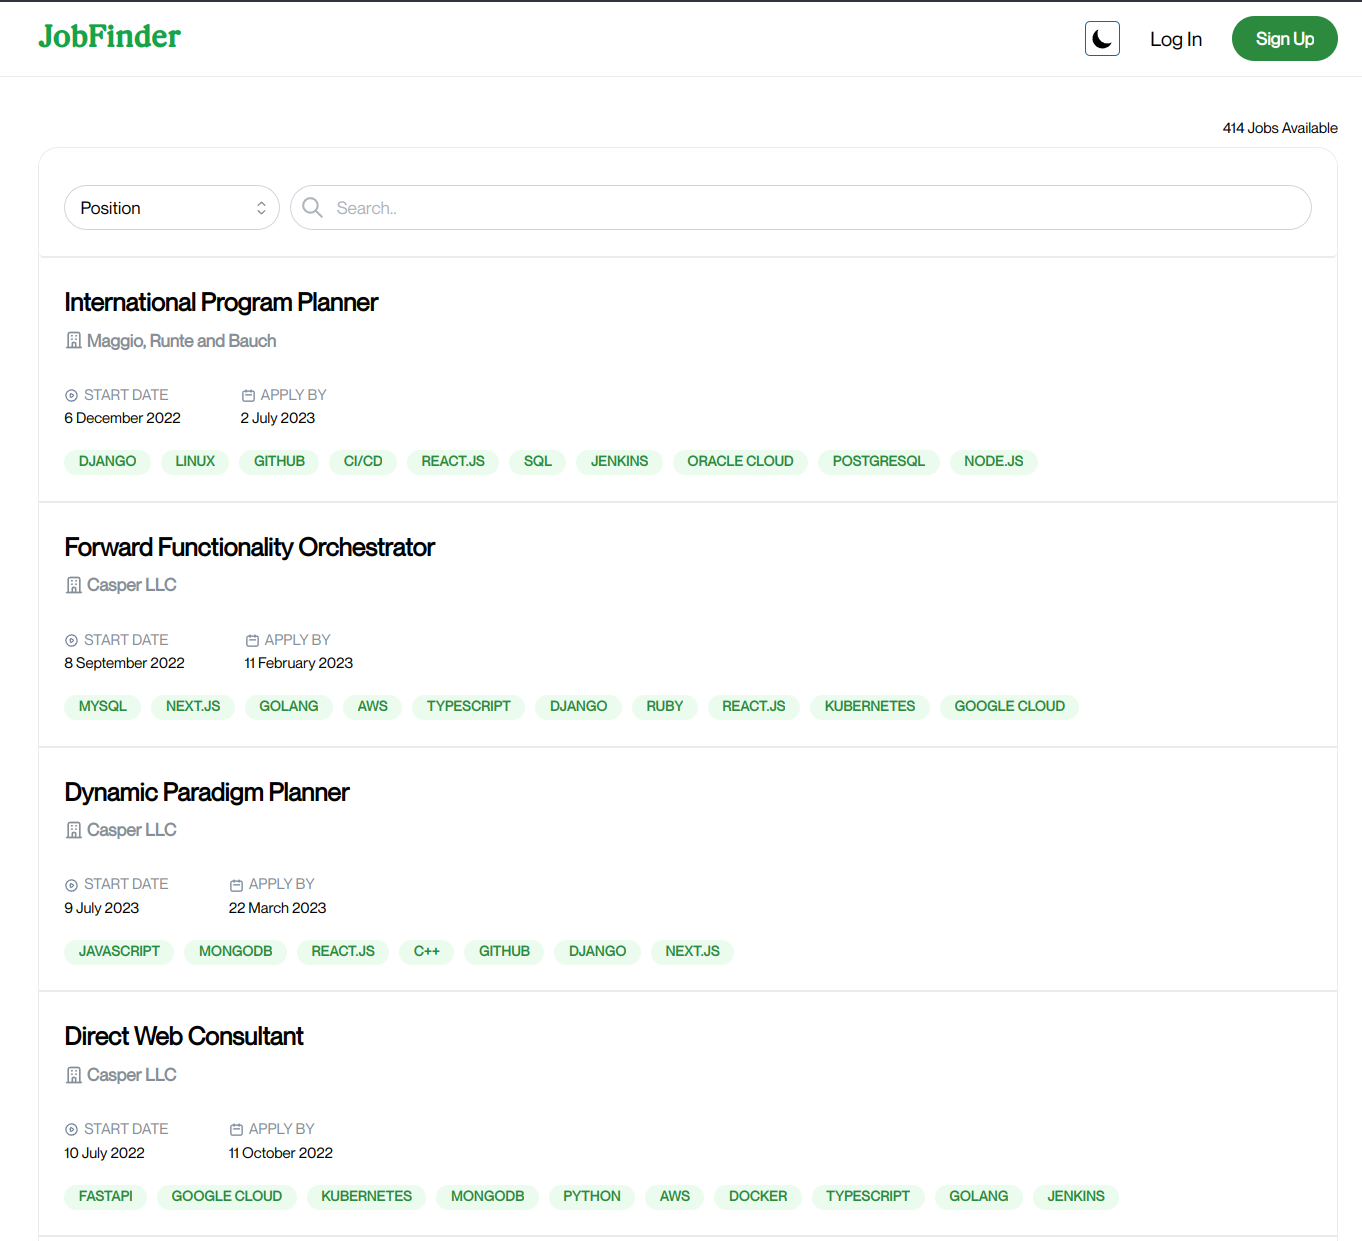 JobFinder
Log In
Sign Up
414 Jobs Available
Position
Search..
International Program Planner
Maggio, Runte and Bauch
START DATE APPLY BY
6 December 2022 2 July 2023
DJANGO LINUX GITHUB CI/CD REACT.JS SQL JENKINS ORACLE CLOUD POSTGRESQL NODE.JS
Forward Functionality Orchestrator
Casper LLC
START DATE APPLY BY
8 September 2022 11 February 2023
MYSQL NEXT.JS GOLANG AWS TYPESCRIPT DJANGO RUBY REACT.JS KUBERNETES GOOGLE CLOUD
Dynamic Paradigm Planner
Casper LLC
START DATE APPLY BY
9 July 2023 22 March 2023
JAVASCRIPT MONGODB REACT.JS C++ GITHUB DJANGO NEXT.JS
Direct Web Consultant
Casper LLC
START DATE APPLY BY
10 July 2022 11 October 2022
FASTAPI GOOGLE CLOUD KUBERNETES MONGODB PYTHON AWS DOCKER TYPESCRIPT GOLANG JENKINS